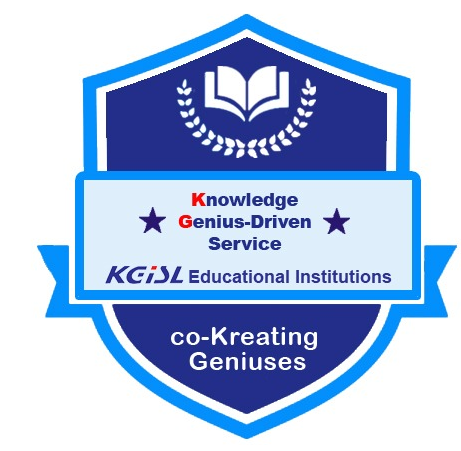 Knowledge
Genius-Driven
Service
KGiSL Educational Institutions
co-Kreating
Geniuses